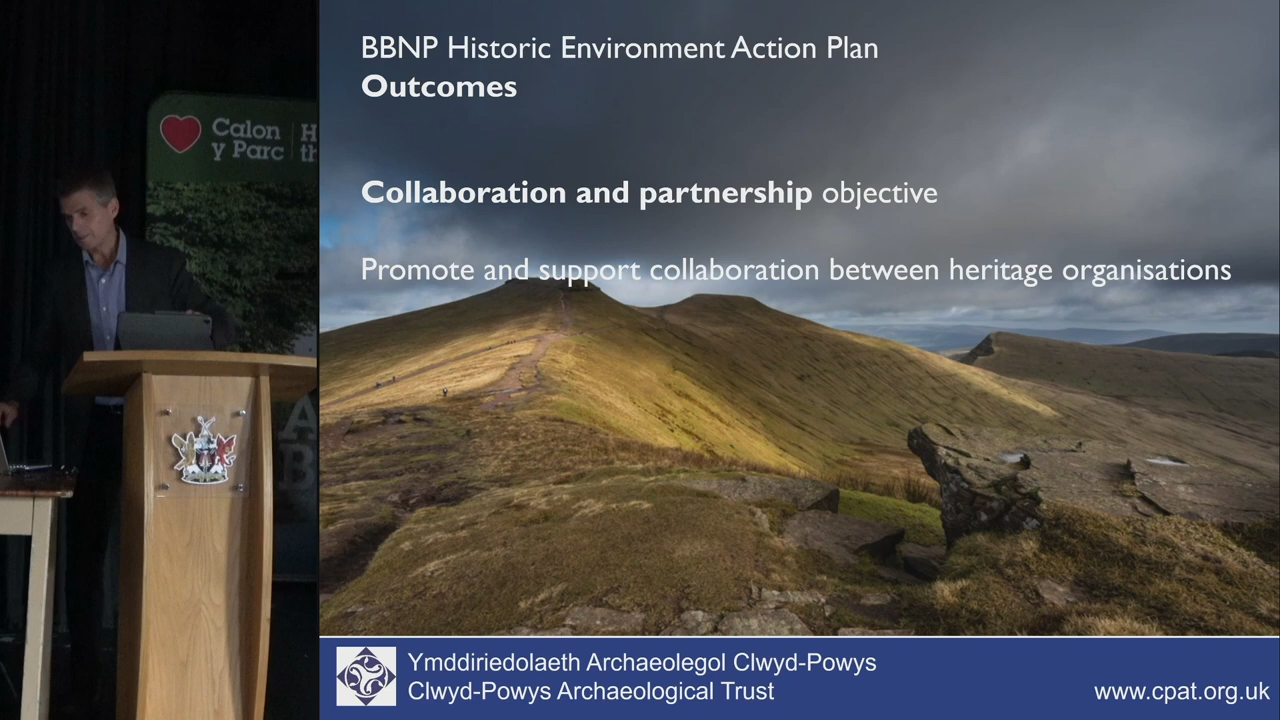 Calon
y Parc
H
th
BBNP Historic Environment Action Plan
Outcomes
Collaboration and partnership objective
Promote and support collaboration between heritage organisations
Ymddiriedolaeth Archaeolegol Clwyd-Powys
Clwyd-Powys Archaeological Trust
www.cpat.org.uk